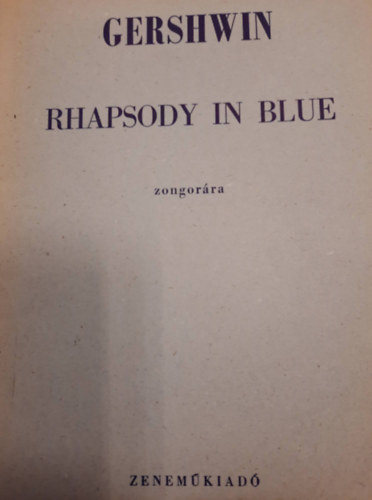 GERSHWIN
RHAPSODY IN BLUE
zongorára
ZENEMŰKIADÓ